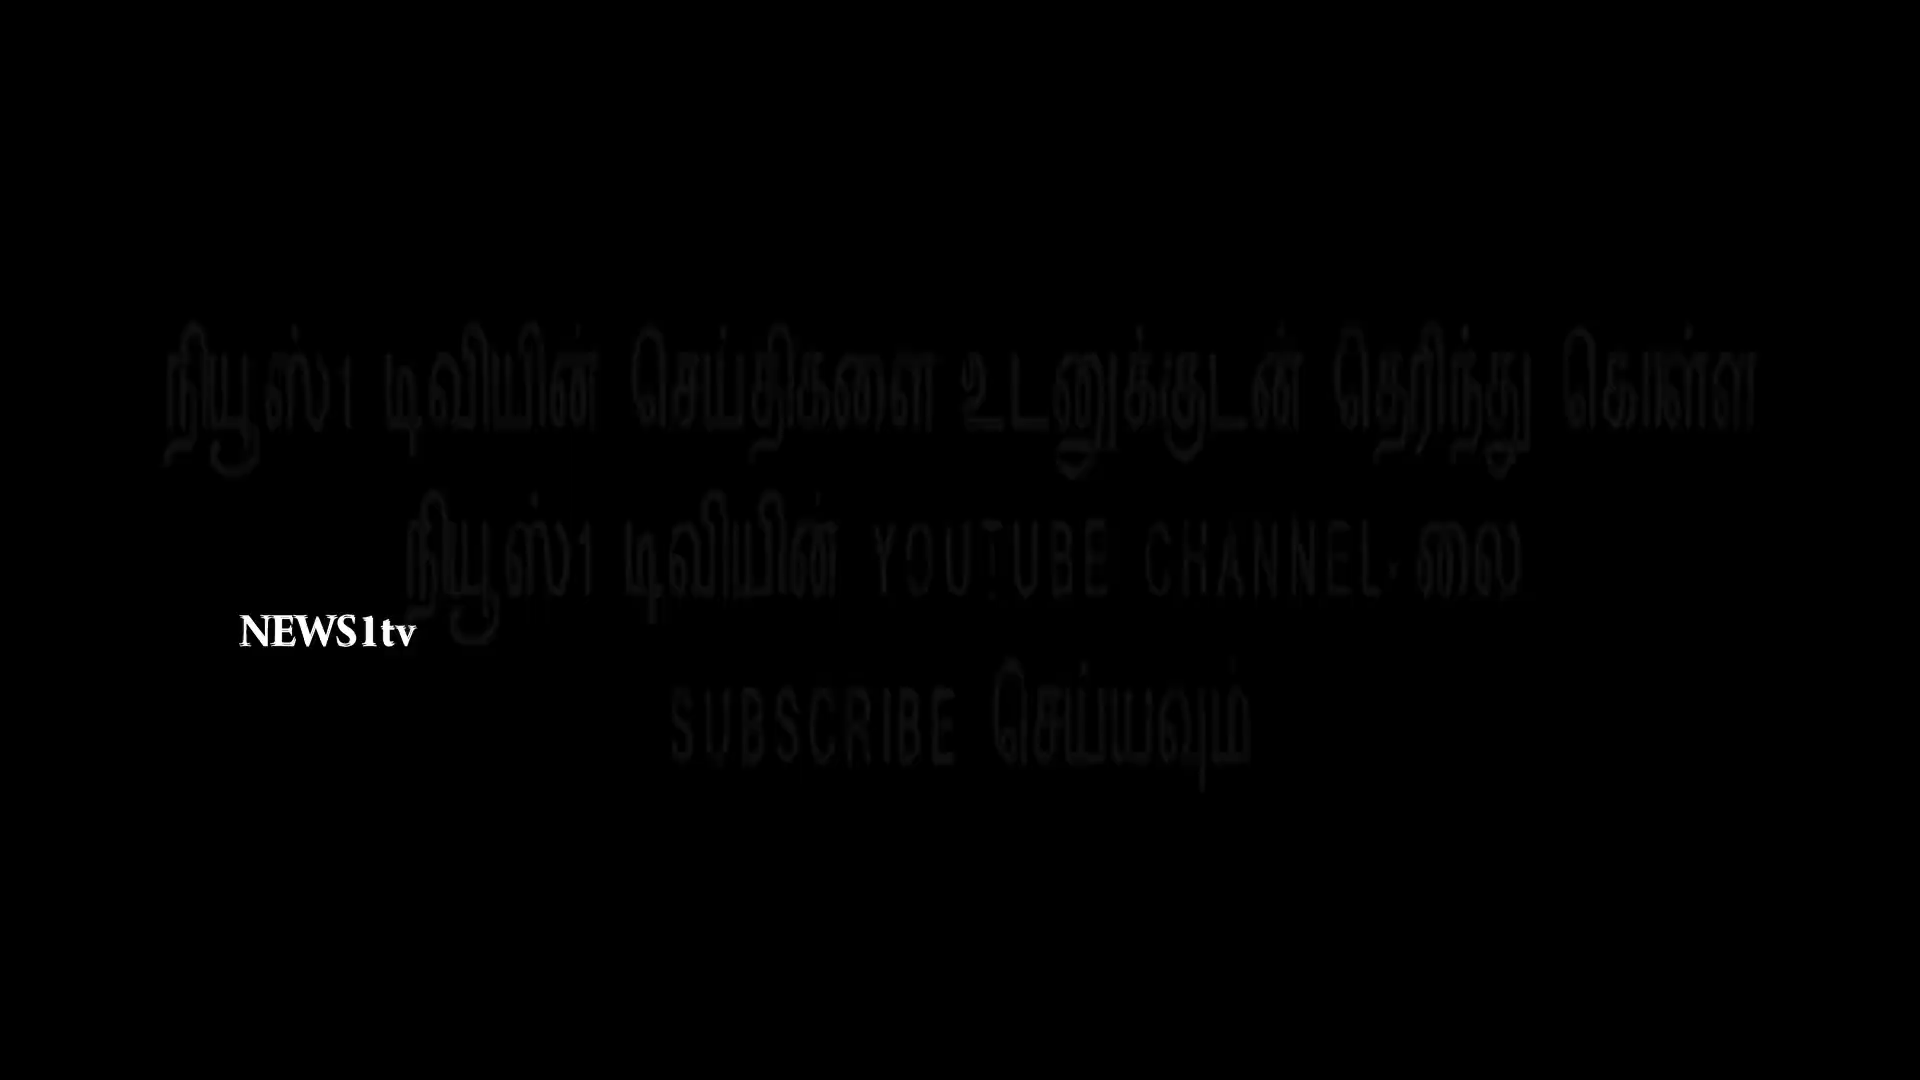 நியூஸ்1 டிவியின் செய்திகளை உடனுக்குடன் தெரிந்து கொள்ள
நியூஸ்1 டிவியின் YOUTUBE CHANNEL-லை
NEWS1tv
SUBSCRIBE செய்யவும்